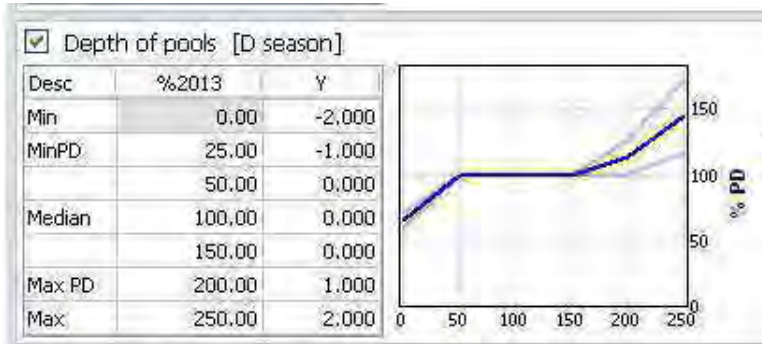 Depth of pools [D season]
Desc %2013 Y
Min 0.00 -2.000
MinPD 25.00 -1.000
50.00 0.000
Median 100.00 0.000
150.00 0.000
Max PD 200.00 1.000
Max 250.00 2.000
150
100
50
0
% PD
0 50 100 150 200 250